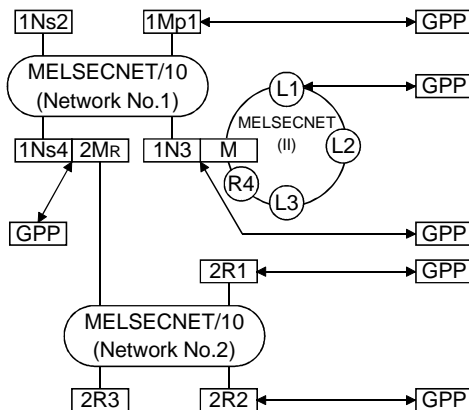 1Ns2 1Mp1 GPP
MELSECNET/10
(Network No.1)
L1 GPP
MELSECNET
(II)
L2
1Ns4 2MR 1N3 M
R4
L3
GPP GPP
2R1 GPP
MELSECNET/10
(Network No.2)
2R3 2R2 GPP